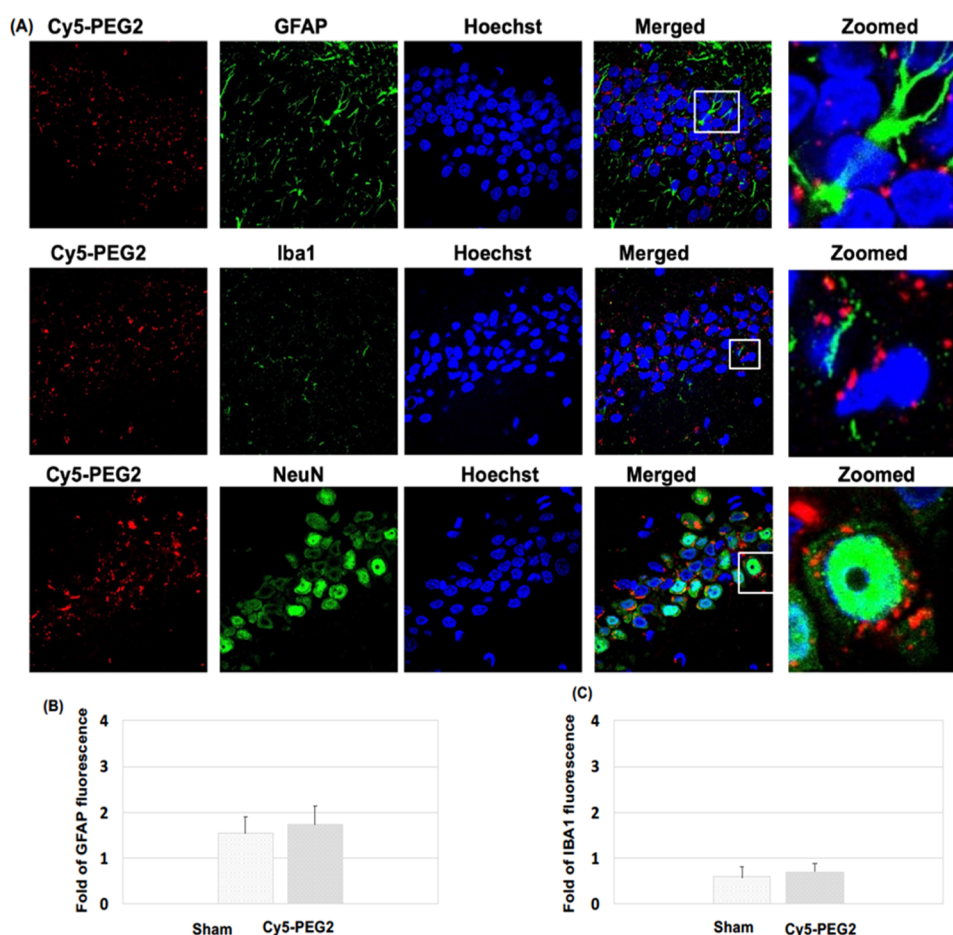 (A) Cy5-PEG2 GFAP Hoechst Merged Zoomed
Cy5-PEG2 Iba1 Hoechst Merged Zoomed
Cy5-PEG2 NeuN Hoechst Merged Zoomed
(B)
Fold of GFAP fluorescence
4
3
2
1
0
Sham Cy5-PEG2
(C)
Fold of IBA1 fluorescence
4
3
2
1
0
Sham Cy5-PEG2